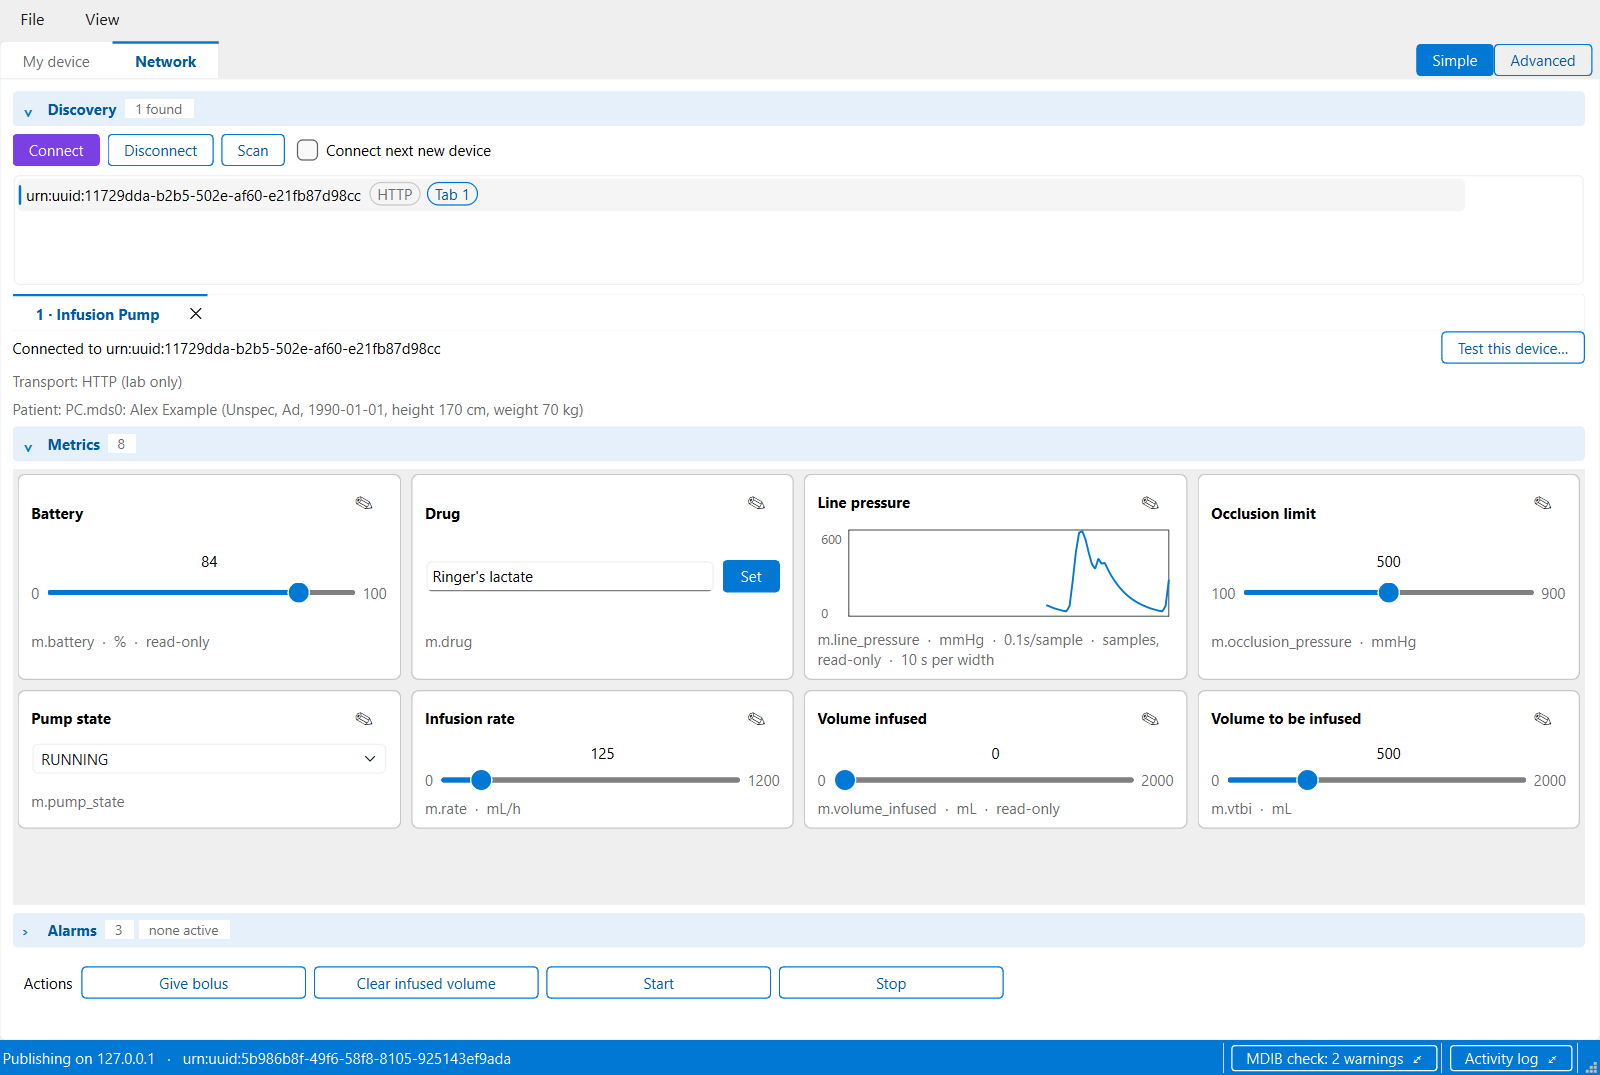 File View
My device Network Simple Advanced
Discovery 1 found
Connect Disconnect Scan Connect next new device
urn:uuid:11729dda-b2b5-502e-af60-e21fb87d98cc HTTP Tab 1
1 · Infusion Pump
Connected to urn:uuid:11729dda-b2b5-502e-af60-e21fb87d98cc Test this device...
Transport: HTTP (lab only)
Patient: PC.mds0: Alex Example (Unspec, Ad, 1990-01-01, height 170 cm, weight 70 kg)
Metrics 8
Battery
84
0 100
m.battery · % · read-only
Drug
Ringer's lactate Set
m.drug
Line pressure
600
0
m.line_pressure · mmHg · 0.1s/sample · samples,
read-only · 10 s per width
Occlusion limit
500
100 900
m.occlusion_pressure · mmHg
Pump state
RUNNING
m.pump_state
Infusion rate
125
0 1200
m.rate · mL/h
Volume infused
0
0 2000
m.volume_infused · mL · read-only
Volume to be infused
500
0 2000
m.vtbi · mL
Alarms 3 none active
Actions Give bolus Clear infused volume Start Stop
Publishing on 127.0.0.1 · urn:uuid:5b986b8f-49f6-58f8-8105-925143ef9ada MDIB check: 2 warnings Activity log